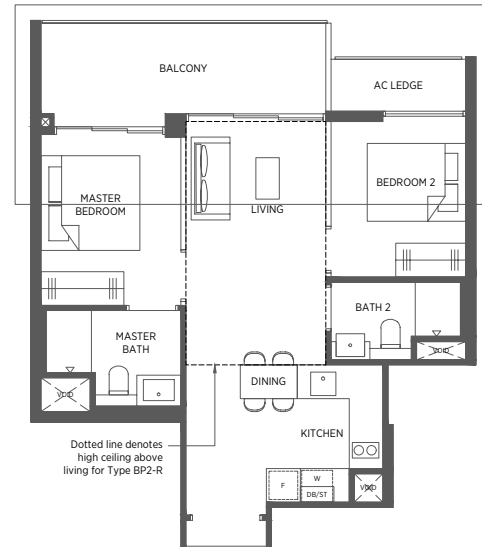 BALCONY
AC LEDGE
MASTER
BEDROOM
LIVING
BEDROOM 2
MASTER
BATH
BATH 2
VOID
VOID
DINING
KITCHEN
Dotted line denotes
high ceiling above
living for Type BP2-R
F
W
DB/ST
VOID